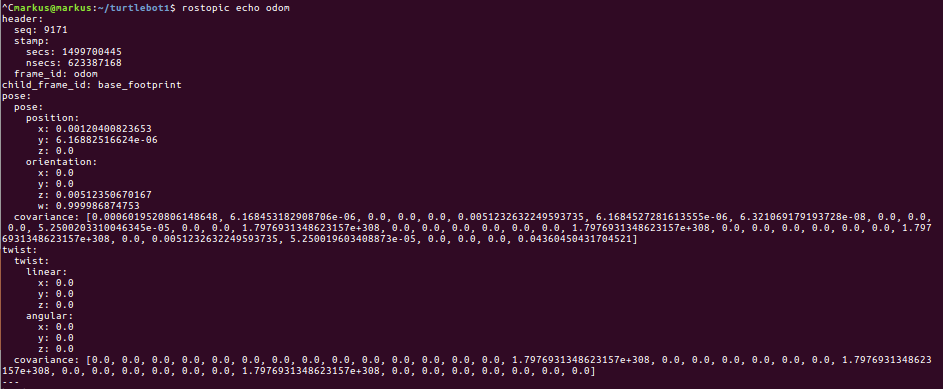 ^Cmarkus@markus:~/turtlebot1$ rostopic echo odom
header:
  seq: 9171
  stamp:
    secs: 1499700445
    nsecs: 623387168
  frame_id: odom
child_frame_id: base_footprint
pose:
  pose:
    position:
      x: 0.00120400823653
      y: 6.16882516624e-06
      z: 0.0
    orientation:
      x: 0.0
      y: 0.0
      z: 0.00512350670167
      w: 0.999986874753
  covariance: [0.0006019520806148648, 6.168453182908706e-06, 0.0, 0.0, 0.0, 0.0051232632249593735, 6.1684527281613555e-06, 6.321069179193728e-08, 0.0, 0.0,
 0.0, 5.2500203310046345e-05, 0.0, 0.0, 1.7976931348623157e+308, 0.0, 0.0, 0.0, 0.0, 0.0, 0.0, 1.7976931348623157e+308, 0.0, 0.0, 0.0, 0.0, 0.0, 0.0, 1.797
6931348623157e+308, 0.0, 0.0051232632249593735, 5.250019603408873e-05, 0.0, 0.0, 0.0, 0.04360450431704521]
twist:
  twist:
    linear:
      x: 0.0
      y: 0.0
      z: 0.0
    angular:
      x: 0.0
      y: 0.0
      z: 0.0
  covariance: [0.0, 0.0, 0.0, 0.0, 0.0, 0.0, 0.0, 0.0, 0.0, 0.0, 0.0, 0.0, 0.0, 0.0, 1.7976931348623157e+308, 0.0, 0.0, 0.0, 0.0, 0.0, 0.0, 1.7976931348623
157e+308, 0.0, 0.0, 0.0, 0.0, 0.0, 0.0, 1.7976931348623157e+308, 0.0, 0.0, 0.0, 0.0, 0.0, 0.0, 0.0]
---